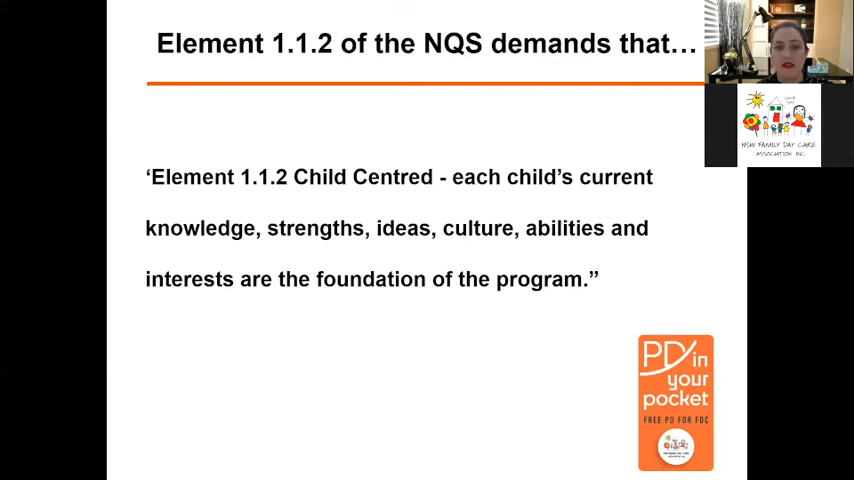 Element 1.1.2 of the NQS demands that…
‘Element 1.1.2 Child Centred - each child’s current
knowledge, strengths, ideas, culture, abilities and
interests are the foundation of the program.”
NSW FAMILY DAY CARE
ASSOCIATION INC.
PD in
your
pocket
FREE PD FOR FDC